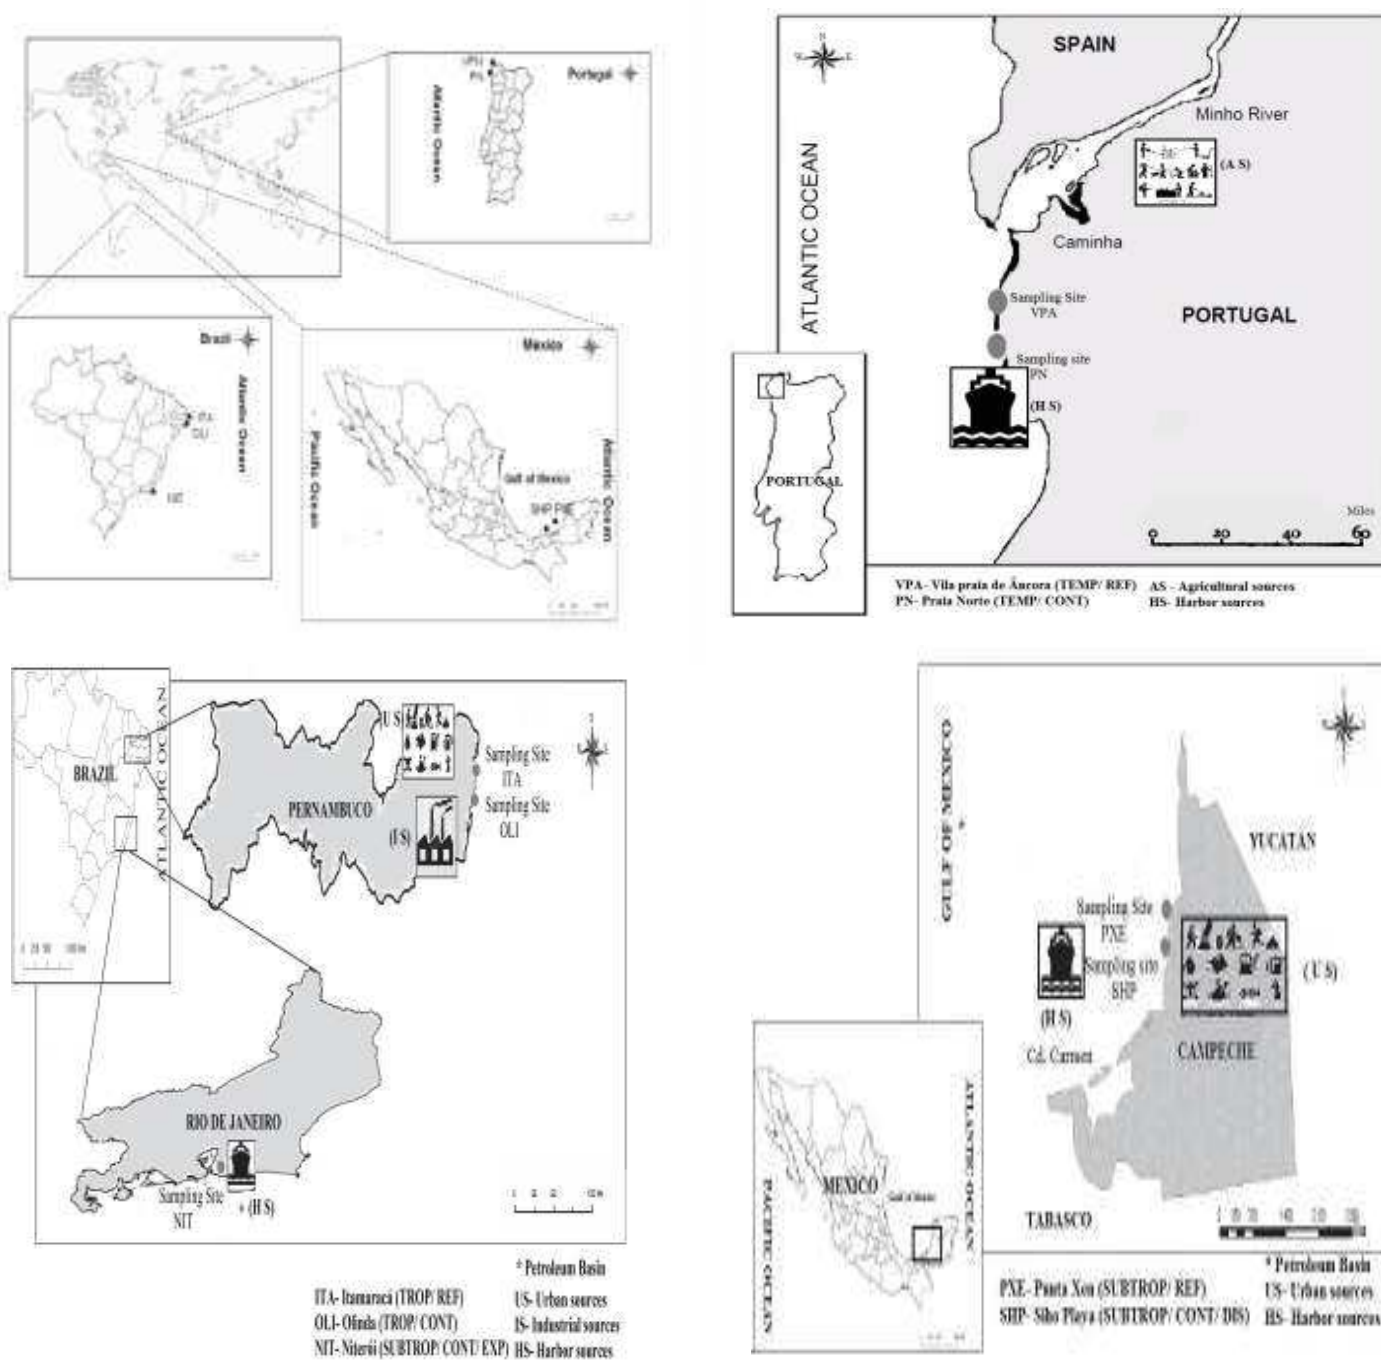 Portugal
PN
Atlantic Ocean
Brazil
Atlantic Ocean
ITA
OLI
NIT
México
Pacific Ocean
Gulf of Mexico
SHP PXE
Atlantic Ocean
N
W
E
SPAIN
Minho River
(A S)
ATLANTIC OCEAN
Caminha
Sampling Site
VPA
PORTUGAL
Sampling site
PN
(H S)
PORTUGAL
Miles
0 20 40 60
VPA- Vila praia de Âncora (TEMP/ REF)
AS - Agricultural sources
PN- Praia Norte (TEMP/ CONT)
HS- Harbor sources
BRAZIL
ATLANTIC OCEAN
(U S)
Sampling Site
ITA
PERNAMBUCO
Sampling Site
OLI
(I S)
RIO DE JANEIRO
Sampling Site
NIT
(H S)
* Petroleum Basin
ITA- Itamaracá (TROP/ REF)
US- Urban sources
OLI- Olinda (TROP/ CONT)
IS- Industrial sources
NIT- Niterói (SUBTROP/ CONT/ EXP)
HS- Harbor sources
GULF OF MEXICO
YUCATAN
Sampling Site
PXE
Sampling site
SHP
(U S)
(H S)
Cd. Carmen
CAMPECHE
TABASCO
MEXICO
Gulf of Mexico
ATLANTIC OCEAN
PACIFIC OCEAN
* Petroleum Basin
PXE- Punta Xen (SUBTROP/ REF)
US- Urban sources
SHP- Siho Playa (SUBTROP/ CONT/ DIS)
HS- Harbor sources